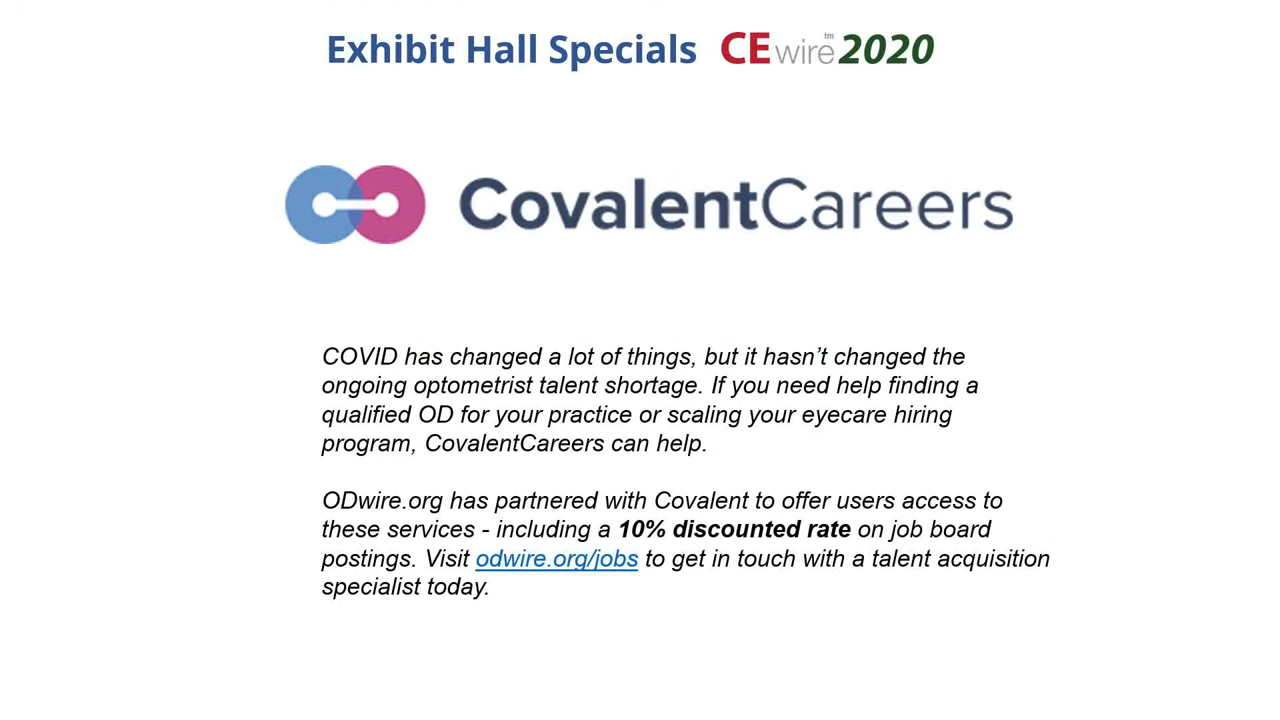 Exhibit Hall Specials CEwire™2020
CovalentCareers
COVID has changed a lot of things, but it hasn’t changed the
ongoing optometrist talent shortage. If you need help finding a
qualified OD for your practice or scaling your eyecare hiring
program, CovalentCareers can help.
ODwire.org has partnered with Covalent to offer users access to
these services - including a 10% discounted rate on job board
postings. Visit odwire.org/jobs to get in touch with a talent acquisition
specialist today.